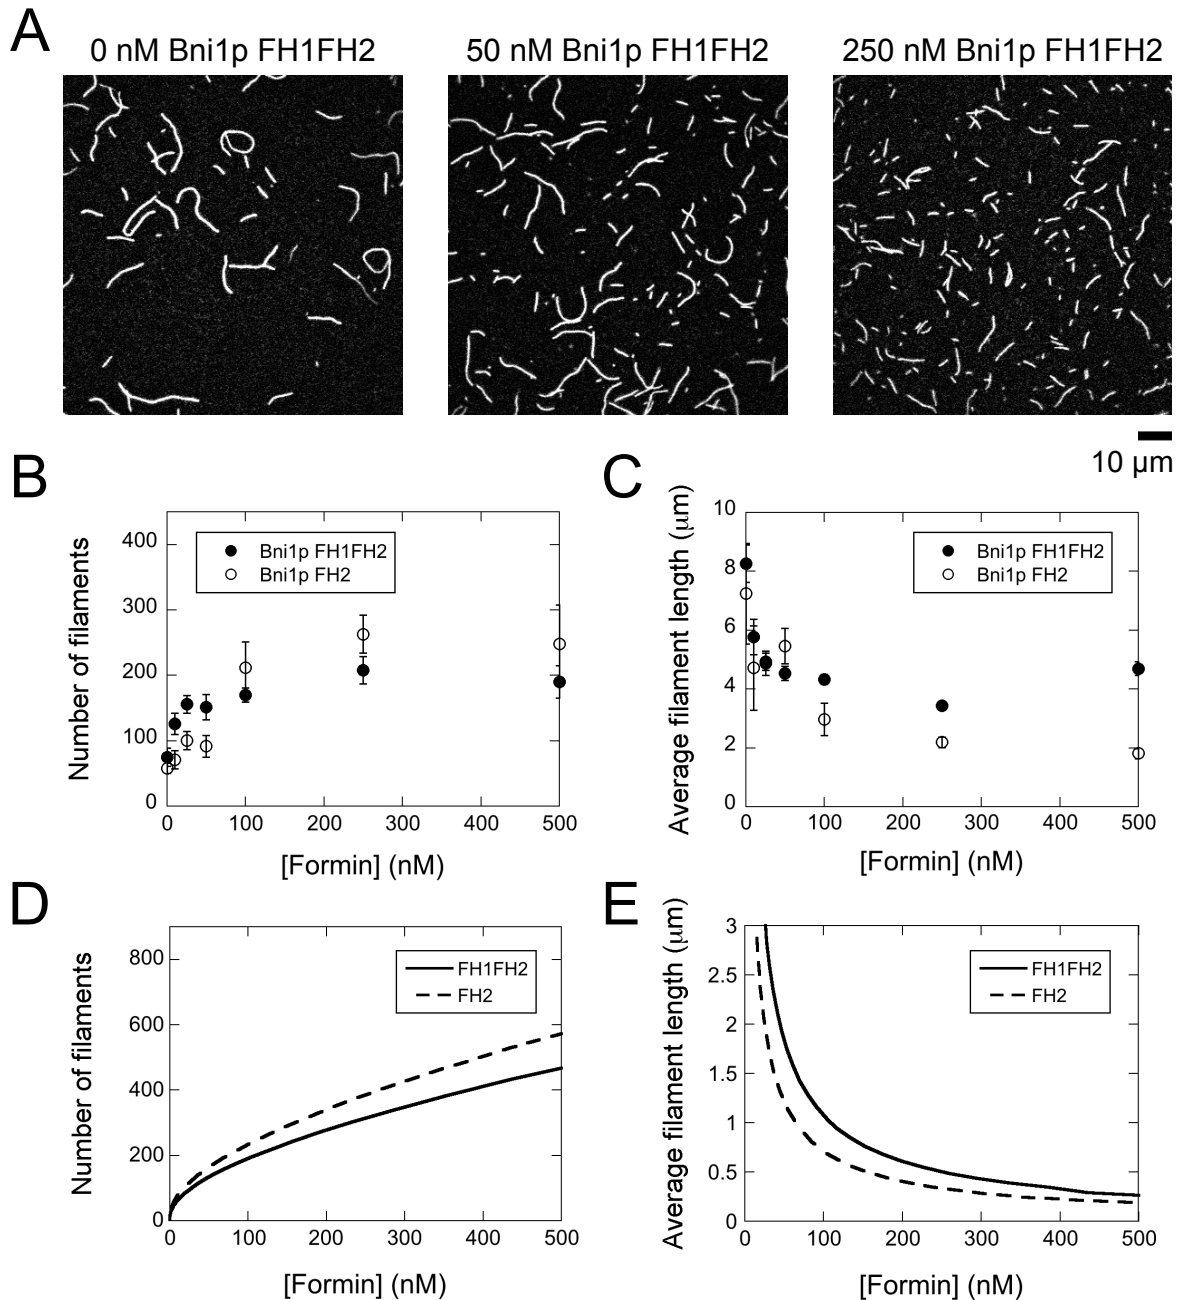 A
0 nM Bni1p FH1FH2
50 nM Bni1p FH1FH2
250 nM Bni1p FH1FH2
10 μm
B
Number of filaments
400
300
200
100
0
Bni1p FH1FH2
Bni1p FH2
0 100 200 300 400 500
[Formin] (nM)
C
Average filament length (μm)
10
8
6
4
2
0
Bni1p FH1FH2
Bni1p FH2
0 100 200 300 400 500
[Formin] (nM)
D
Number of filaments
800
600
400
200
0
FH1FH2
FH2
0 100 200 300 400 500
[Formin] (nM)
E
Average filament length (μm)
3
2.5
2
1.5
1
0.5
0
FH1FH2
FH2
0 100 200 300 400 500
[Formin] (nM)